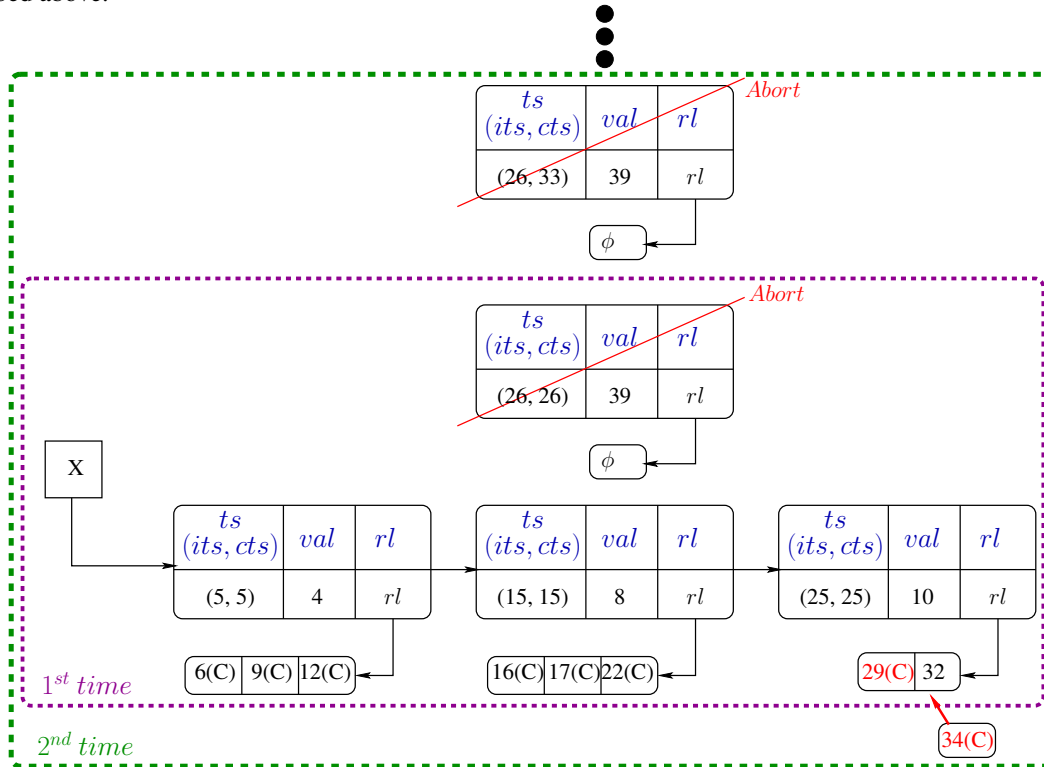 sed above.
ts
(its, cts) val rl
Abort
(26, 33) 39 rl
ϕ
ts
(its, cts) val rl
Abort
(26, 26) 39 rl
ϕ
X
ts
(its, cts) val rl
(5, 5) 4 rl
6(C) 9(C) 12(C)
ts
(its, cts) val rl
(15, 15) 8 rl
16(C) 17(C) 22(C)
ts
(its, cts) val rl
(25, 25) 10 rl
29(C) 32
34(C)
1st time
2nd time